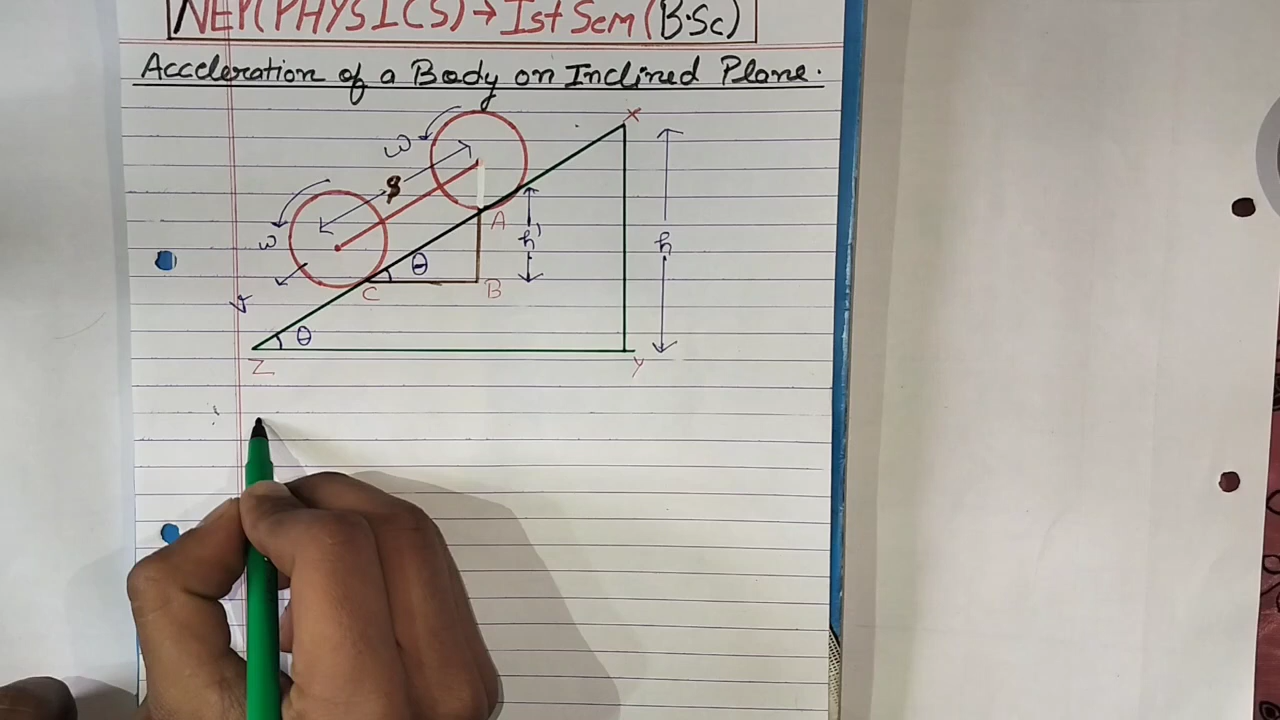 NEP(PHYSICS)→Ist Sem(B.Sc)
Acceleration of a Body on Inclined Plane.
X
ω
S
A
h'
h
ω
θ
C
B
v
θ
Z
Y